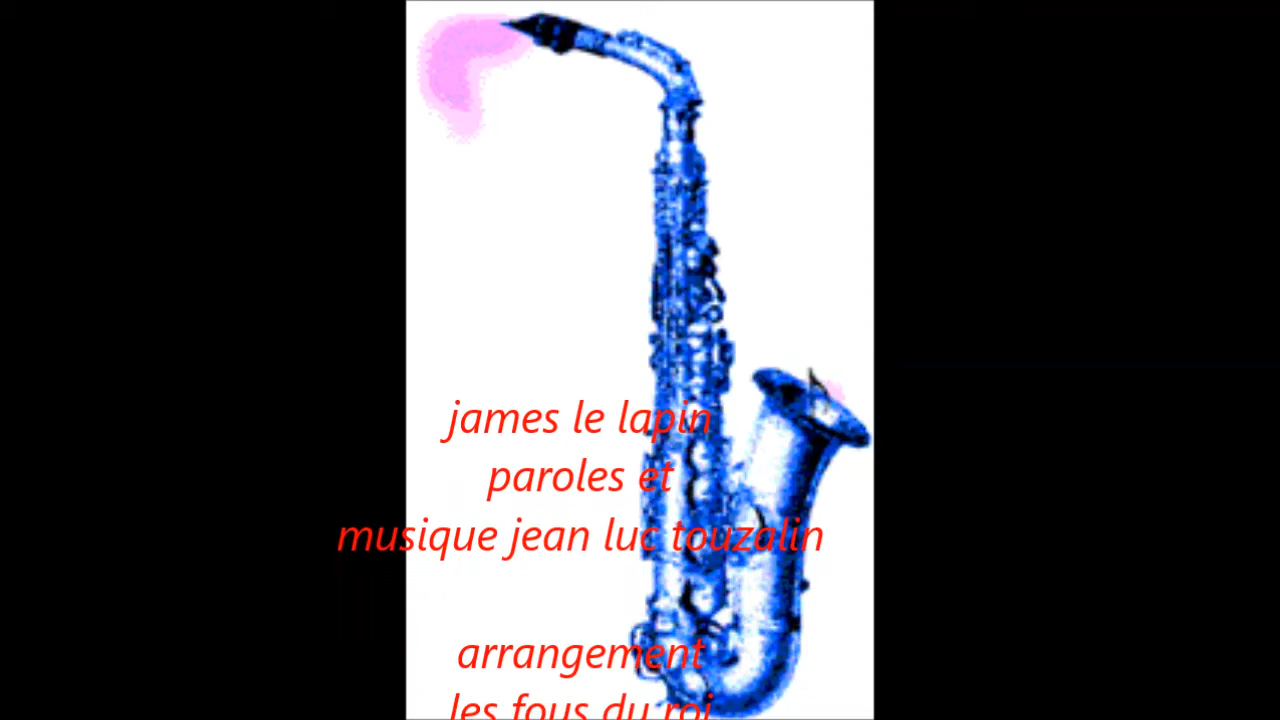 james le lapin
paroles et
musique jean luc touzalin
arrangement
les fous du roi